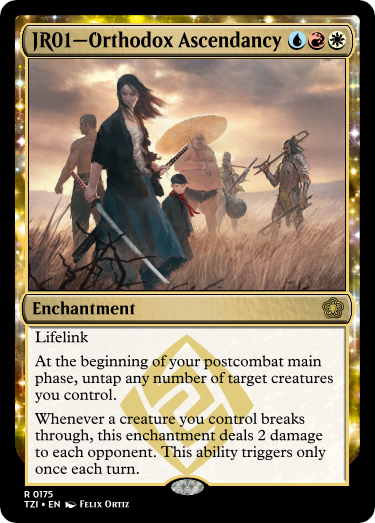 JR01—Orthodox Ascendancy
Enchantment
Lifelink
At the beginning of your postcombat main
phase, untap any number of target creatures
you control.
Whenever a creature you control breaks
through, this enchantment deals 2 damage
to each opponent. This ability triggers only
once each turn.
R 0175
TZI • EN Felix Ortiz